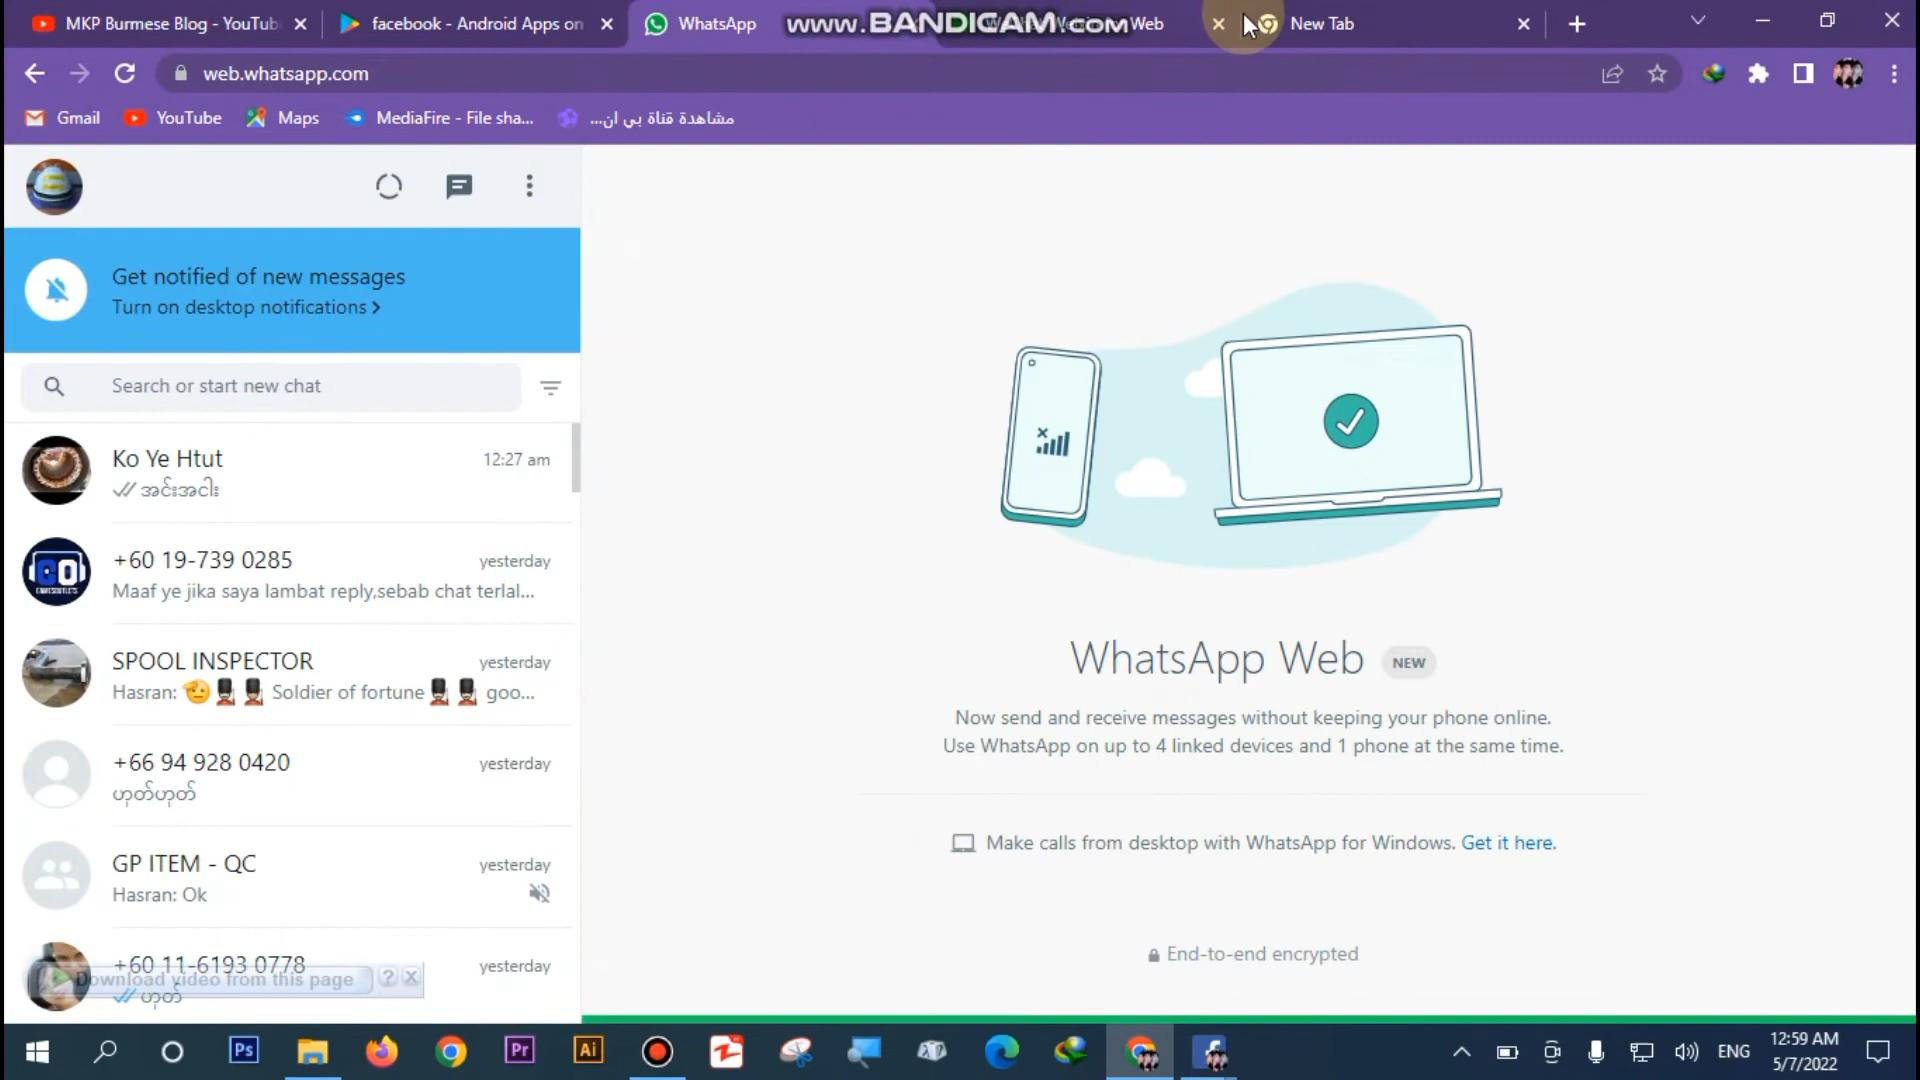 MKP Burmese Blog - YouTub
facebook - Android Apps on
WhatsApp
www.BANDICAM.com
Web
New Tab
web.whatsapp.com
Gmail
YouTube
Maps
MediaFire - File sha...
مشاهدة قناة بي ان...
Get notified of new messages
Turn on desktop notifications >
Search or start new chat
Ko Ye Htut
12:27 am
အင်းအငါး
GO
+60 19-739 0285
yesterday
Maaf ye jika saya lambat reply,sebab chat terlal...
SPOOL INSPECTOR
yesterday
Hasran: 🫡💂💂 Soldier of fortune💂💂 goo...
+66 94 928 0420
yesterday
ဟုတ်ဟုတ်
GP ITEM - QC
yesterday
Hasran: Ok
+60 11-6193 0778
yesterday
Download video from this page
?
ဟုတ်
WhatsApp Web
NEW
Now send and receive messages without keeping your phone online.
Use WhatsApp on up to 4 linked devices and 1 phone at the same time.
Make calls from desktop with WhatsApp for Windows. Get it here.
End-to-end encrypted
Ps
Pr
Ai
ENG
12:59 AM
5/7/2022